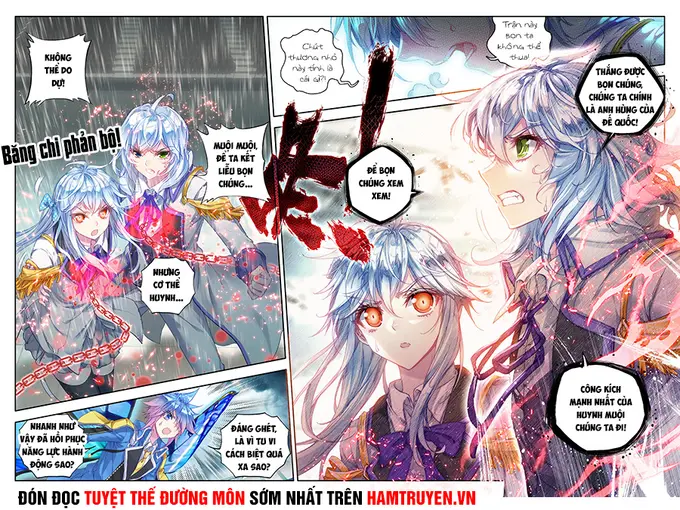 KHÔNG
THỂ DO
DỰ!
Băng chi phản bộ!
MUỘI MUỘI,
ĐỂ TA KẾT
LIỄU BỌN
CHÚNG...
NHƯNG
CƠ THỂ
HUYNH...
Chút
thương nhỏ
này tính là
cái gì?!
Trận này
bọn ta
không thể
thua!
THẮNG ĐƯỢC
BỌN CHÚNG,
CHÚNG TA CHÍNH
LÀ ANH HÙNG CỦA
ĐẾ QUỐC!
ĐỂ BỌN
CHÚNG XEM
XEM!
CÔNG KÍCH
MẠNH NHẤT CỦA
HUYNH MUỘI
CHÚNG TA ĐI!
NHANH NHƯ
VẬY ĐÃ HỒI PHỤC
NĂNG LỰC HÀNH
ĐỘNG SAO?
ĐÁNG GHÉT,
LÀ VÌ TU VI
CÁCH BIỆT QUÁ
XA SAO?
ĐÓN ĐỌC TUYỆT THẾ ĐƯỜNG MÔN SỚM NHẤT TRÊN HAMTRUYEN.VN